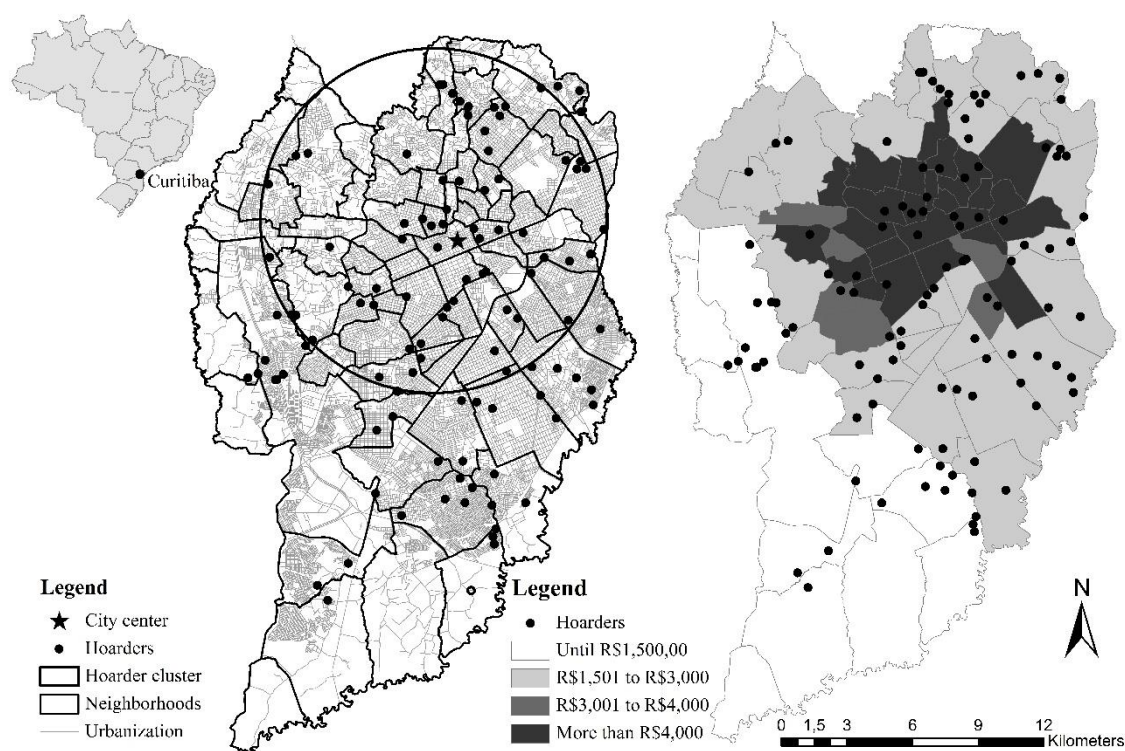 Curitiba
Legend
City center
Hoarders
Hoarder cluster
Neighborhoods
Urbanization
Legend
Hoarders
Until R$1,500,00
R$1,501 to R$3,000
R$3,001 to R$4,000
More than R$4,000
N
0 1,5 3 6 9 12
Kilometers